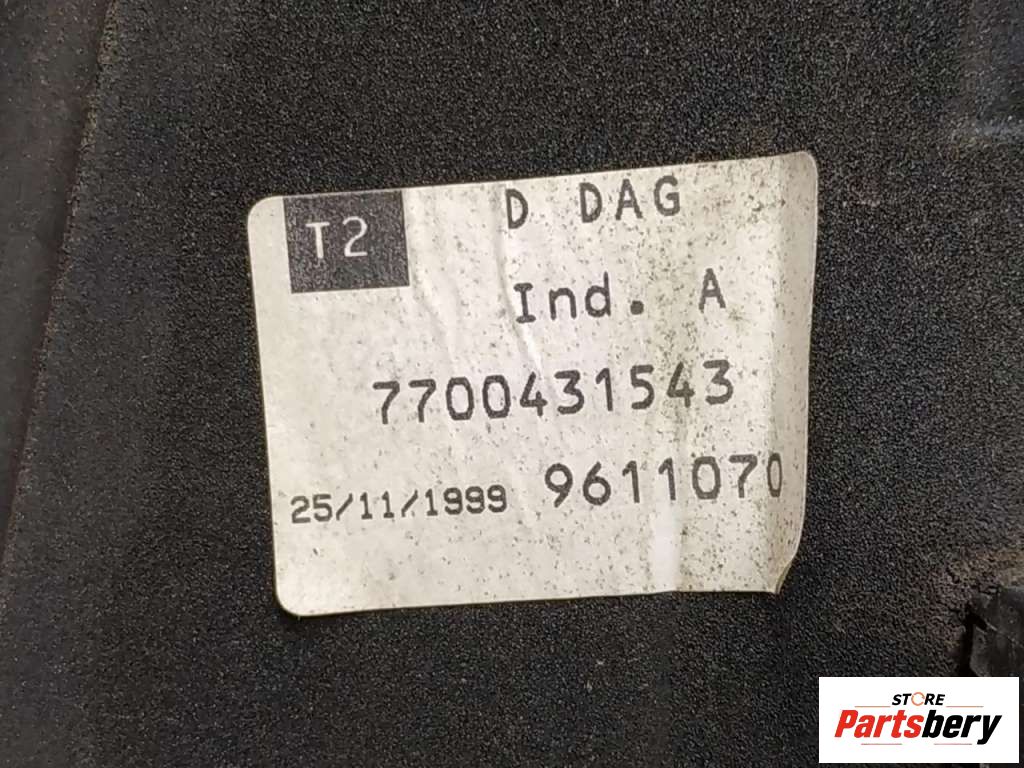 T2
D DAG
Ind. A
7700431543
25/11/1999 9611070
STORE
Partsbery